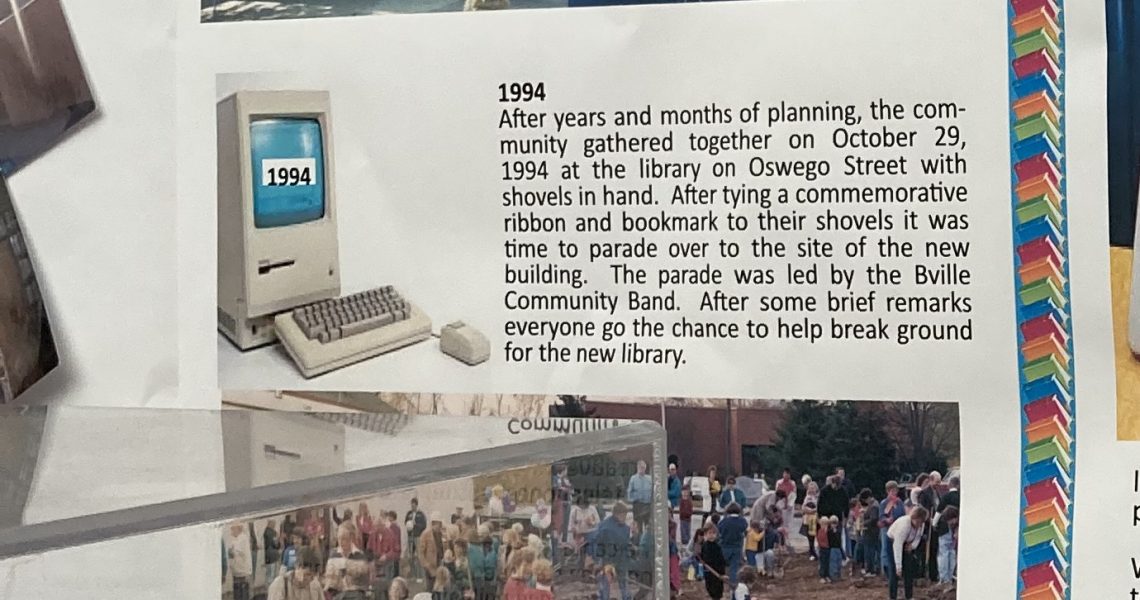 1994
1994
After years and months of planning, the com-
munity gathered together on October 29,
1994 at the library on Oswego Street with
shovels in hand. After tying a commemorative
ribbon and bookmark to their shovels it was
time to parade over to the site of the new
building. The parade was led by the Bville
Community Band. After some brief remarks
everyone go the chance to help break ground
for the new library.